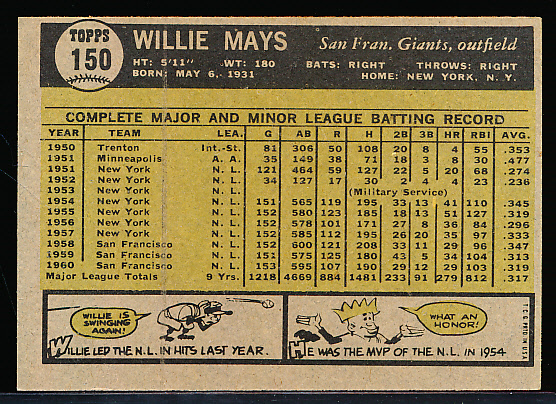 TOPPS
150
WILLIE MAYS
San Fran. Giants, outfield
HT: 5'11" WT: 180 BATS: RIGHT THROWS: RIGHT
BORN: MAY 6, 1931 HOME: NEW YORK, N. Y.
COMPLETE MAJOR AND MINOR LEAGUE BATTING RECORD
YEAR TEAM LEA. G AB R H 2B 3B HR RBI AVG.
1950 Trenton Int.-St. 81 306 50 108 20 8 4 55 .353
1951 Minneapolis A. A. 35 149 38 71 18 3 8 30 .477
1951 New York N. L. 121 464 59 127 22 5 20 68 .274
1952 New York N. L. 34 127 17 30 2 4 4 23 .236
1953 New York N. L. (Military Service)
1954 New York N. L. 151 565 119 195 33 13 41 110 .345
1955 New York N. L. 152 580 123 185 18 13 51 127 .319
1956 New York N. L. 152 578 101 171 27 8 36 84 .296
1957 New York N. L. 152 585 112 195 26 20 35 97 .333
1958 San Francisco N. L. 152 600 121 208 33 11 29 96 .347
1959 San Francisco N. L. 151 575 125 180 43 5 34 104 .313
1960 San Francisco N. L. 153 595 107 190 29 12 29 103 .319
Major League Totals 9 Yrs. 1218 4669 884 1481 233 91 279 812 .317
WILLIE IS
SWINGING
AGAIN!
WILLIE LED THE N.L. IN HITS LAST YEAR.
WHAT AN
HONOR!
HE WAS THE MVP OF THE N.L. IN 1954
T.C.G. PRTD. IN U.S.A.